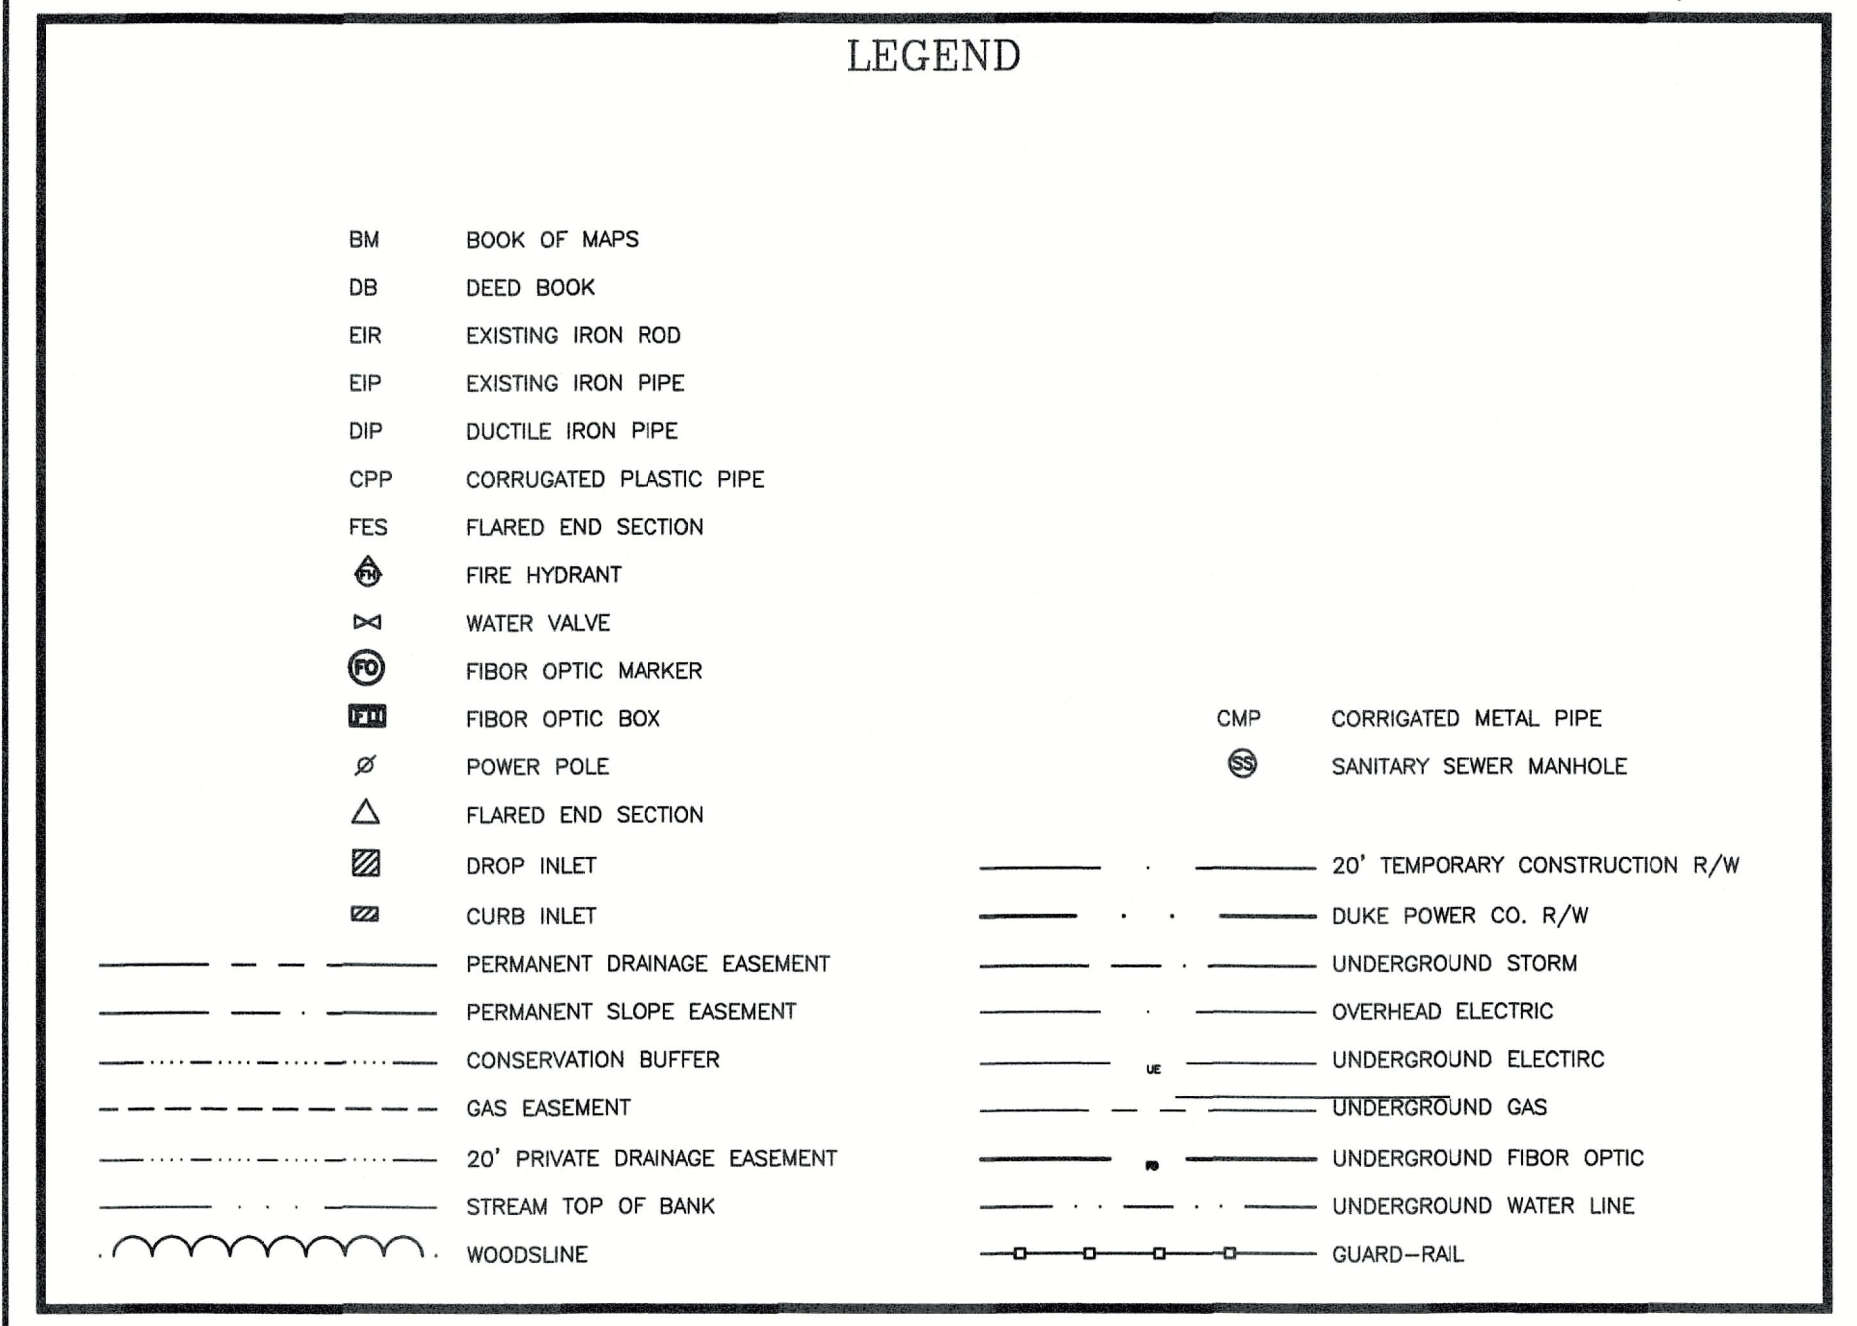 LEGEND
BM BOOK OF MAPS
DB DEED BOOK
EIR EXISTING IRON ROD
EIP EXISTING IRON PIPE
DIP DUCTILE IRON PIPE
CPP CORRUGATED PLASTIC PIPE
FES FLARED END SECTION
FH FIRE HYDRANT
WATER VALVE
FO FIBOR OPTIC MARKER
FIBOR OPTIC BOX
POWER POLE
FLARED END SECTION
DROP INLET
CURB INLET
PERMANENT DRAINAGE EASEMENT
PERMANENT SLOPE EASEMENT
CONSERVATION BUFFER
GAS EASEMENT
20' PRIVATE DRAINAGE EASEMENT
STREAM TOP OF BANK
WOODSLINE
CMP CORRIGATED METAL PIPE
SS SANITARY SEWER MANHOLE
20' TEMPORARY CONSTRUCTION R/W
DUKE POWER CO. R/W
UNDERGROUND STORM
OVERHEAD ELECTRIC
UE UNDERGROUND ELECTIRC
UNDERGROUND GAS
FO UNDERGROUND FIBOR OPTIC
UNDERGROUND WATER LINE
GUARD-RAIL